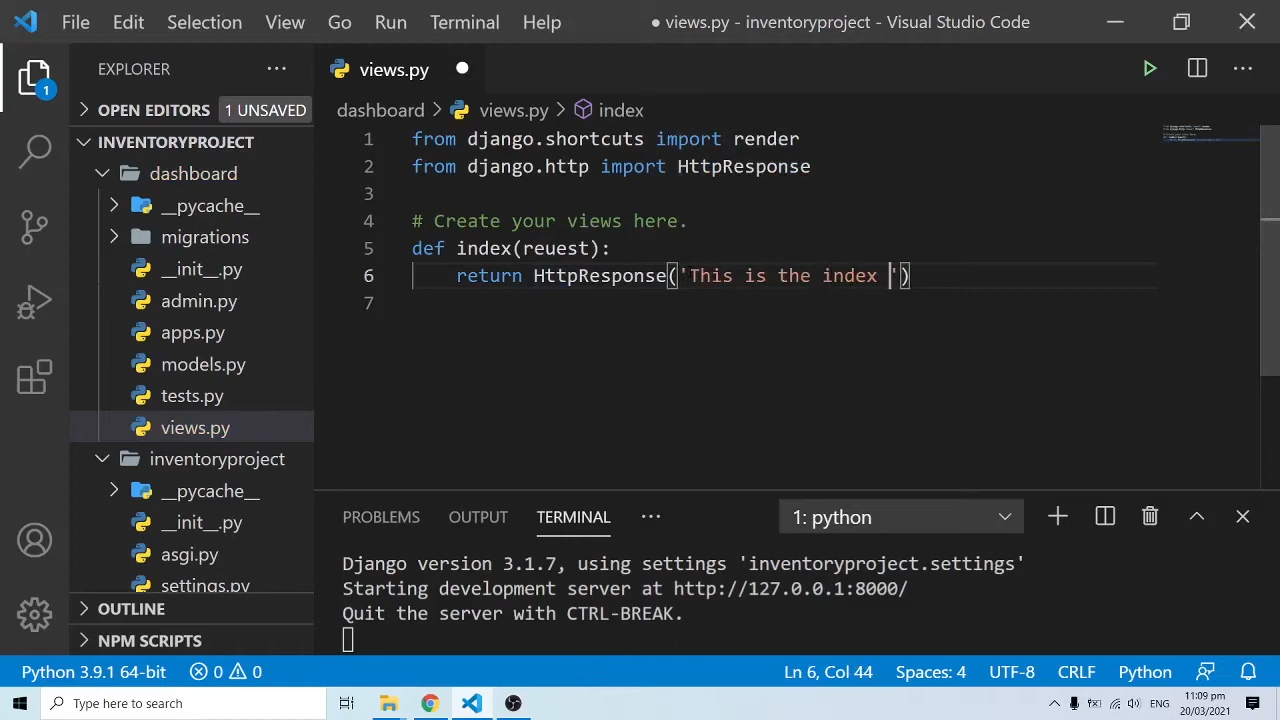 File Edit Selection View Go Run Terminal Help ● views.py - inventoryproject - Visual Studio Code
EXPLORER
1
OPEN EDITORS 1 UNSAVED
INVENTORYPROJECT
dashboard
__pycache__
migrations
__init__.py
admin.py
apps.py
models.py
tests.py
views.py
inventoryproject
__pycache__
__init__.py
asgi.py
settings.py
OUTLINE
NPM SCRIPTS
views.py
dashboard > views.py > index
1 from django.shortcuts import render
2 from django.http import HttpResponse
3
4 # Create your views here.
5 def index(reuest):
6 return HttpResponse('This is the index ')
7
PROBLEMS OUTPUT TERMINAL ... 1: python
Django version 3.1.7, using settings 'inventoryproject.settings'
Starting development server at http://127.0.0.1:8000/
Quit the server with CTRL-BREAK.
Python 3.9.1 64-bit 0 0 Ln 6, Col 44 Spaces: 4 UTF-8 CRLF Python
Type here to search ENG 11:09 pm
20/03/2021